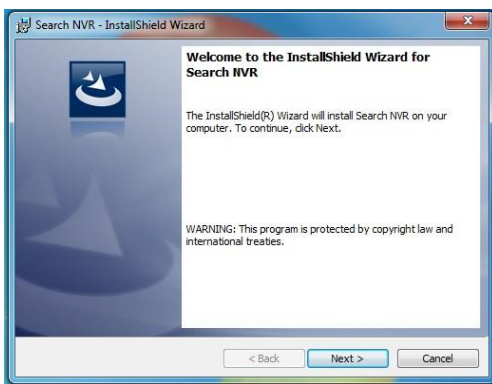 Search NVR - InstallShield Wizard
Welcome to the InstallShield Wizard for
Search NVR
The InstallShield(R) Wizard will install Search NVR on your
computer. To continue, click Next.
WARNING: This program is protected by copyright law and
international treaties.
< Back
Next >
Cancel